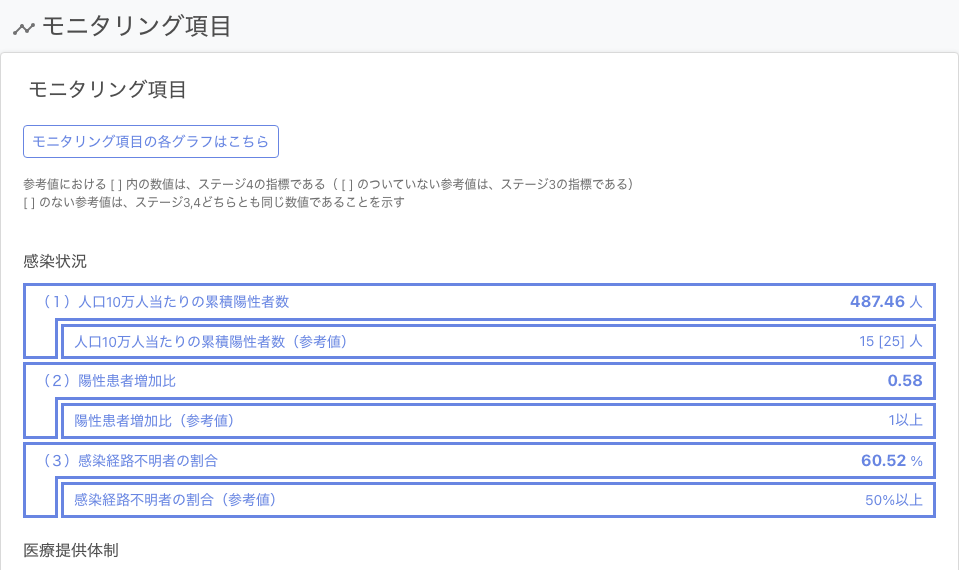 モニタリング項目
モニタリング項目
モニタリング項目の各グラフはこちら
参考値における [ ] 内の数値は、ステージ4の指標である（ [ ] のついていない参考値は、ステージ3の指標である）
[ ] のない参考値は、ステージ3,4どちらとも同じ数値であることを示す
感染状況
（1）人口10万人当たりの累積陽性者数 487.46 人
人口10万人当たりの累積陽性者数（参考値） 15 [25] 人
（2）陽性患者増加比 0.58
陽性患者増加比（参考値） 1以上
（3）感染経路不明者の割合 60.52 %
感染経路不明者の割合（参考値） 50%以上
医療提供体制